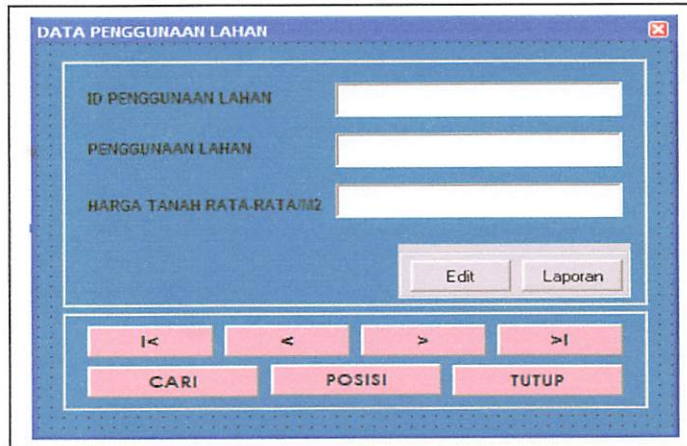 DATA PENGGUNAAN LAHAN
ID PENGGUNAAN LAHAN
PENGGUNAAN LAHAN
HARGA TANAH RATA-RATA/M2
Edit Laporan
I< < > >I
CARI POSISI TUTUP